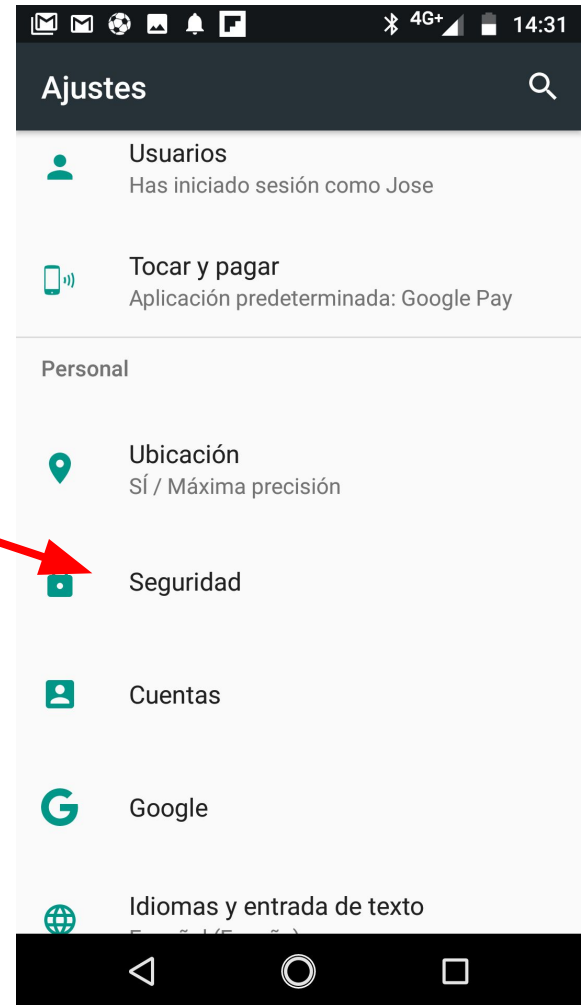 4G+ 14:31
Ajustes
Usuarios
Has iniciado sesión como Jose
Tocar y pagar
Aplicación predeterminada: Google Pay
Personal
Ubicación
SÍ / Máxima precisión
Seguridad
Cuentas
Google
Idiomas y entrada de texto